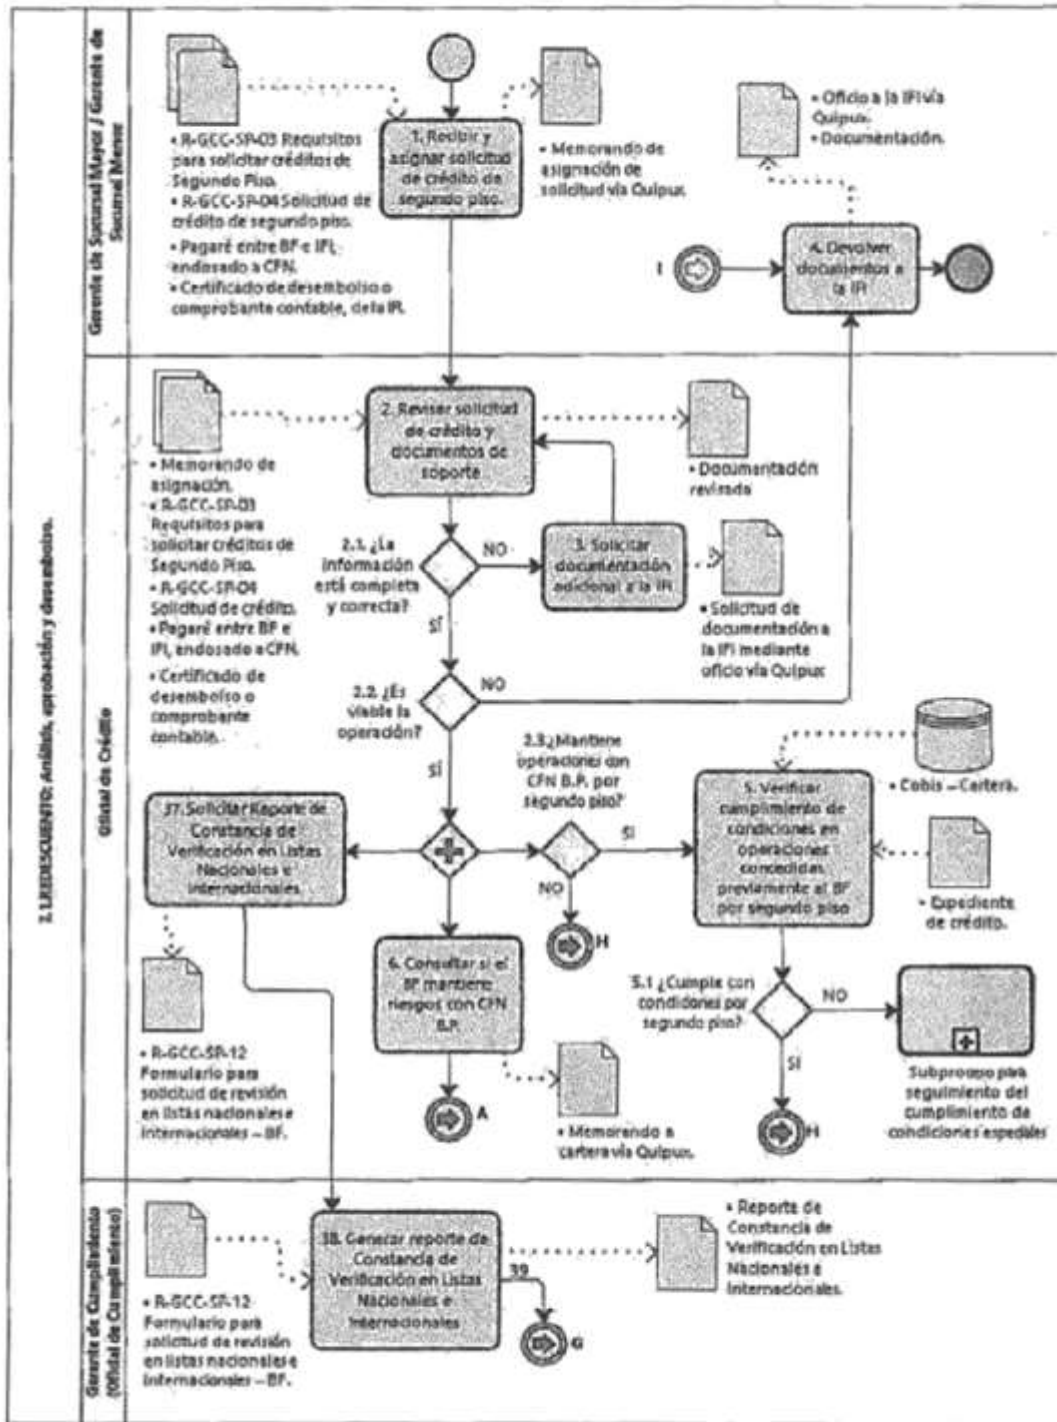 2.1.REDESCUENTO: Análisis, aprobación y desembolso.
Gerente de Sucursal Mayor / Gerente de
Sucursal Menor
• R-GCC-SP-03 Requisitos
para solicitar créditos de
Segundo Piso.
• R-GCC-SP-04 Solicitud de
crédito de segundo piso.
• Pagaré entre BF e IFI,
endosado a CFN.
• Certificado de desembolso o
comprobante contable, de la IFI.
1. Recibir y
asignar solicitud
de crédito de
segundo piso.
• Memorando de
asignación de
solicitud vía Quipux.
• Oficio a la IFI vía
Quipux.
• Documentación.
I
4. Devolver
documentos a
la IFI
Oficial de Crédito
• Memorando de
asignación.
• R-GCC-SP-03
Requisitos para
solicitar créditos de
Segundo Piso.
• R-GCC-SP-04
Solicitud de crédito.
• Pagaré entre BF e
IFI, endosado a CFN.
• Certificado de
desembolso o
comprobante
contable.
2. Revisar solicitud
de crédito y
documentos de
soporte
• Documentación
revisada
2.1. ¿La
información
está completa
y correcta?
NO
SÍ
3. Solicitar
documentación
adicional a la IFI
• Solicitud de
documentación a
la IFI mediante
oficio vía Quipux
2.2. ¿Es
viable la
operación?
NO
SÍ
2.3¿Mantiene
operaciones con
CFN B.P. por
segundo piso?
SI
NO
H
5. Verificar
cumplimiento de
condiciones en
operaciones
concedidas
previamente al BF
por segundo piso
• Cobis – Cartera.
• Expediente
de crédito.
37.Solicitar Reporte de
Constancia de
Verificación en Listas
Nacionales e
Internacionales
• R-GCC-SP-12
Formulario para
solicitud de revisión
en listas nacionales e
internacionales – BF.
6. Consultar si el
BF mantiene
riesgos con CFN
B.P.
A
• Memorando a
cartera vía Quipux.
5.1 ¿Cumple con
condiciones por
segundo piso?
NO
SI
H
Subproceso para
seguimiento del
cumplimiento de
condiciones especiales
Gerente de Cumplimiento
(Oficial de Cumplimiento)
• R-GCC-SP-12
Formulario para
solicitud de revisión
en listas nacionales e
internacionales – BF.
38. Generar reporte de
Constancia de
Verificación en Listas
Nacionales e
Internacionales
39
G
• Reporte de
Constancia de
Verificación en Listas
Nacionales e
Internacionales.